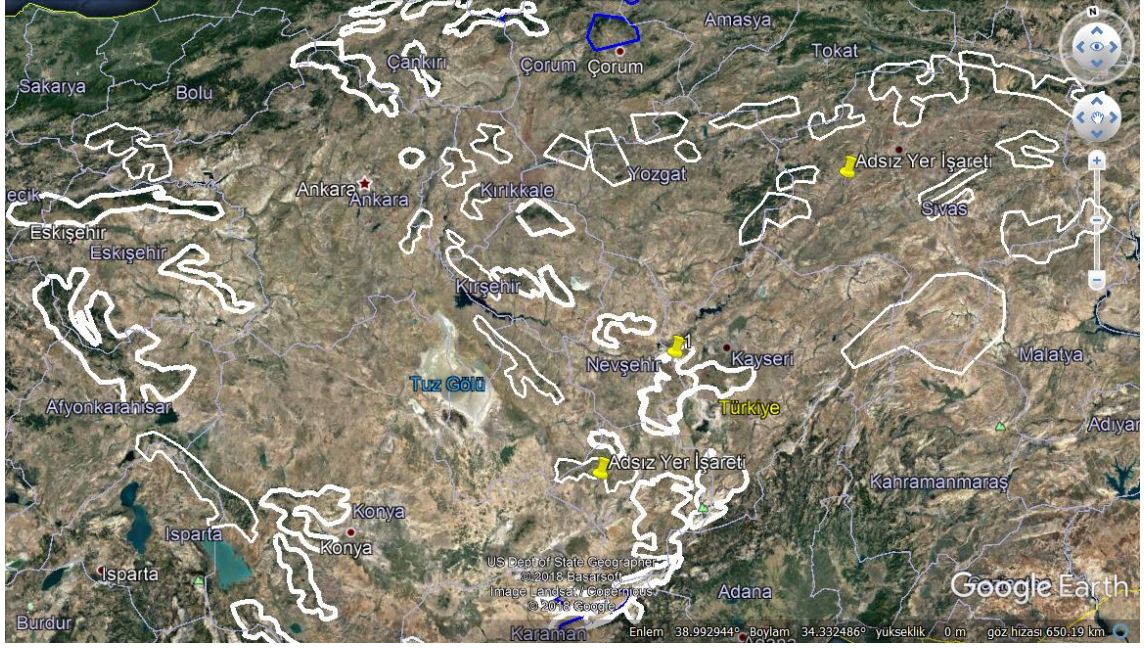 N
Amasya
Tokat
Çankırı
Çorum
Çorum
Sakarya
Bolu
Adsız Yer İşareti
Yozgat
Ankara
Ankara
Kırıkkale
ecik
Sivas
Eskişehir
Eskişehir
Kırşehir
1
Nevşehir
Kayseri
Malatya
Tuz Gölü
Türkiye
Afyonkarahisar
Adıyar
Adsız Yer İşareti
Kahramanmaraş
Konya
Isparta
Konya
Isparta
US Dept of State Geographer
© 2018 Basarsoft
Image Landsat / Copernicus
© 2018 Google
Adana
Google Earth
Burdur
Karaman
Enlem 38.992944° Boylam 34.332486° yükseklik 0 m göz hizası 650.19 km